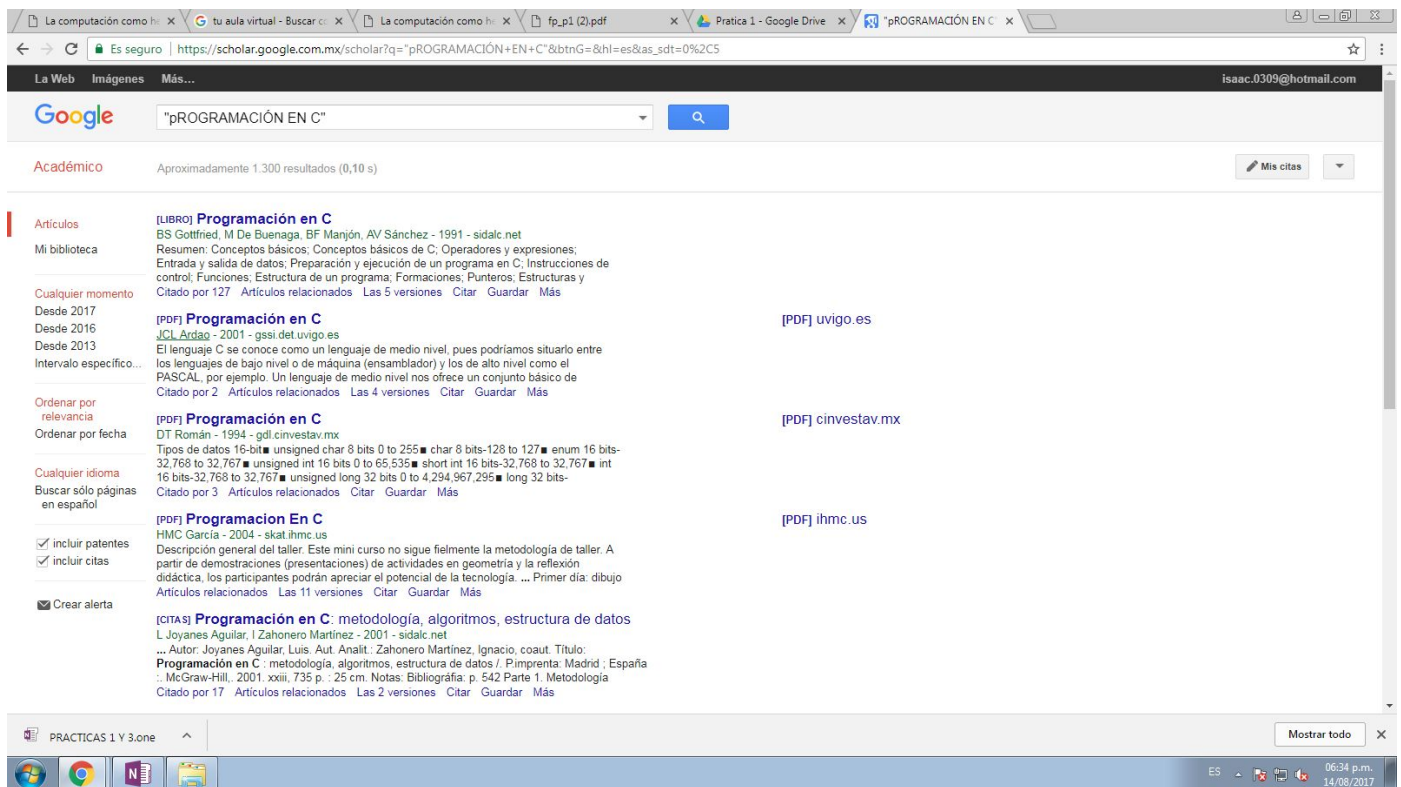 La computación como he
tu aula virtual - Buscar co
La computación como he
fp_p1 (2).pdf
Pratica 1 - Google Drive
"pROGRAMACIÓN EN C"
Es seguro | https://scholar.google.com.mx/scholar?q="pROGRAMACIÓN+EN+C"&btnG=&hl=es&as_sdt=0%2C5
La Web Imágenes Más...
isaac.0309@hotmail.com
Google
"pROGRAMACIÓN EN C"
Académico
Aproximadamente 1.300 resultados (0,10 s)
Mis citas
Artículos
Mi biblioteca
Cualquier momento
Desde 2017
Desde 2016
Desde 2013
Intervalo específico...
Ordenar por
relevancia
Ordenar por fecha
Cualquier idioma
Buscar sólo páginas
en español
incluir patentes
incluir citas
Crear alerta
[LIBRO] Programación en C
BS Gottfried, M De Buenaga, BF Manjón, AV Sánchez - 1991 - sidalc.net
Resumen: Conceptos básicos; Conceptos básicos de C; Operadores y expresiones;
Entrada y salida de datos; Preparación y ejecución de un programa en C; Instrucciones de
control; Funciones; Estructura de un programa; Formaciones; Punteros; Estructuras y
Citado por 127 Artículos relacionados Las 5 versiones Citar Guardar Más
[PDF] Programación en C
[PDF] uvigo.es
JCL Ardao - 2001 - gssi.det.uvigo.es
El lenguaje C se conoce como un lenguaje de medio nivel, pues podríamos situarlo entre
los lenguajes de bajo nivel o de máquina (ensamblador) y los de alto nivel como el
PASCAL, por ejemplo. Un lenguaje de medio nivel nos ofrece un conjunto básico de
Citado por 2 Artículos relacionados Las 4 versiones Citar Guardar Más
[PDF] Programación en C
[PDF] cinvestav.mx
DT Román - 1994 - gdl.cinvestav.mx
Tipos de datos 16-bit■ unsigned char 8 bits 0 to 255■ char 8 bits-128 to 127■ enum 16 bits-
32,768 to 32,767■ unsigned int 16 bits 0 to 65,535■ short int 16 bits-32,768 to 32,767■ int
16 bits-32,768 to 32,767■ unsigned long 32 bits 0 to 4,294,967,295■ long 32 bits-
Citado por 3 Artículos relacionados Citar Guardar Más
[PDF] Programacion En C
[PDF] ihmc.us
HMC García - 2004 - skat.ihmc.us
Descripción general del taller. Este mini curso no sigue fielmente la metodología de taller. A
partir de demostraciones (presentaciones) de actividades en geometría y la reflexión
didáctica, los participantes podrán apreciar el potencial de la tecnología. ... Primer día: dibujo
Artículos relacionados Las 11 versiones Citar Guardar Más
[CITAS] Programación en C: metodología, algoritmos, estructura de datos
L Joyanes Aguilar, I Zahonero Martínez - 2001 - sidalc.net
... Autor: Joyanes Aguilar, Luis. Aut. Analit.: Zahonero Martínez, Ignacio, coaut. Título:
Programación en C : metodología, algoritmos, estructura de datos /. P.imprenta: Madrid ; España
:. McGraw-Hill,. 2001. xxiii, 735 p. : 25 cm. Notas: Bibliográfia: p. 542 Parte 1. Metodología
Citado por 17 Artículos relacionados Las 2 versiones Citar Guardar Más
PRACTICAS 1 Y 3.one
Mostrar todo
ES
06:34 p.m.
14/08/2017